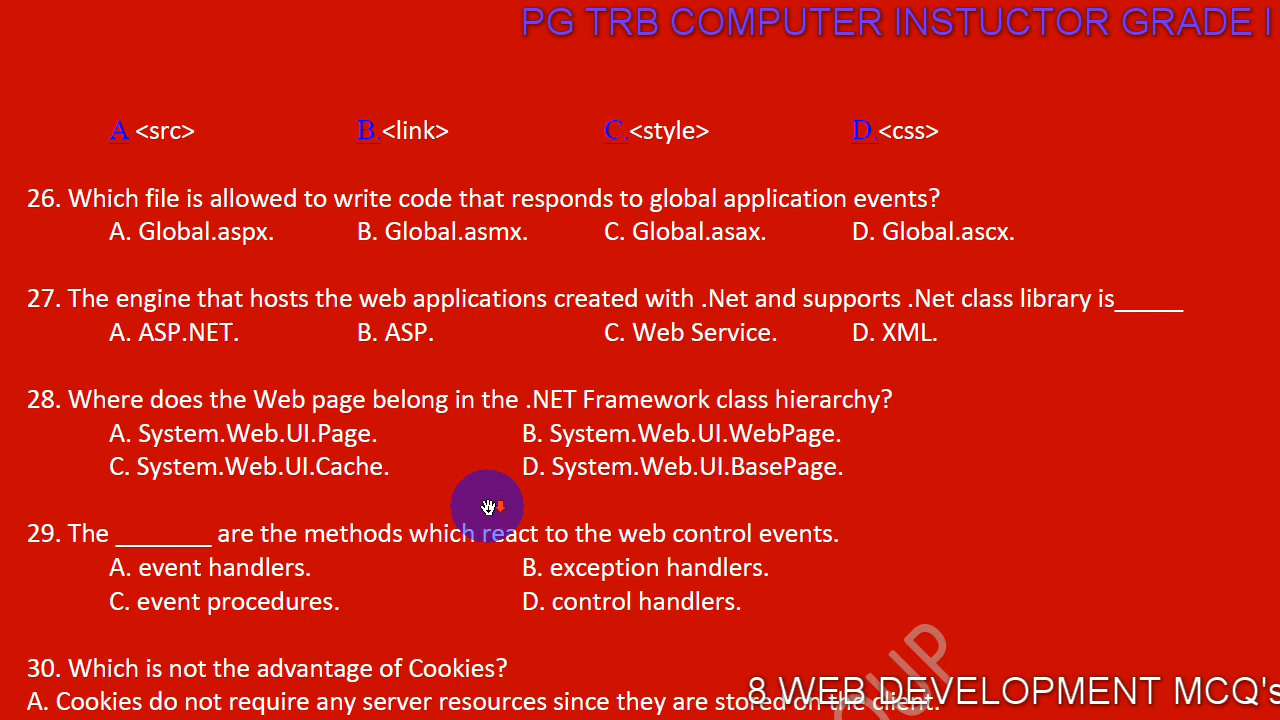 PG TRB COMPUTER INSTUCTOR GRADE I
A.<src> B.<link> C.<style> D.<css>
26. Which file is allowed to write code that responds to global application events?
A. Global.aspx. B. Global.asmx. C. Global.asax. D. Global.ascx.
27. The engine that hosts the web applications created with .Net and supports .Net class library is_____
A. ASP.NET. B. ASP. C. Web Service. D. XML.
28. Where does the Web page belong in the .NET Framework class hierarchy?
A. System.Web.UI.Page. B. System.Web.UI.WebPage.
C. System.Web.UI.Cache. D. System.Web.UI.BasePage.
29. The _______ are the methods which react to the web control events.
A. event handlers. B. exception handlers.
C. event procedures. D. control handlers.
30. Which is not the advantage of Cookies?
A. Cookies do not require any server resources since they are stored on the client.
8 WEB DEVELOPMENT MCQ's